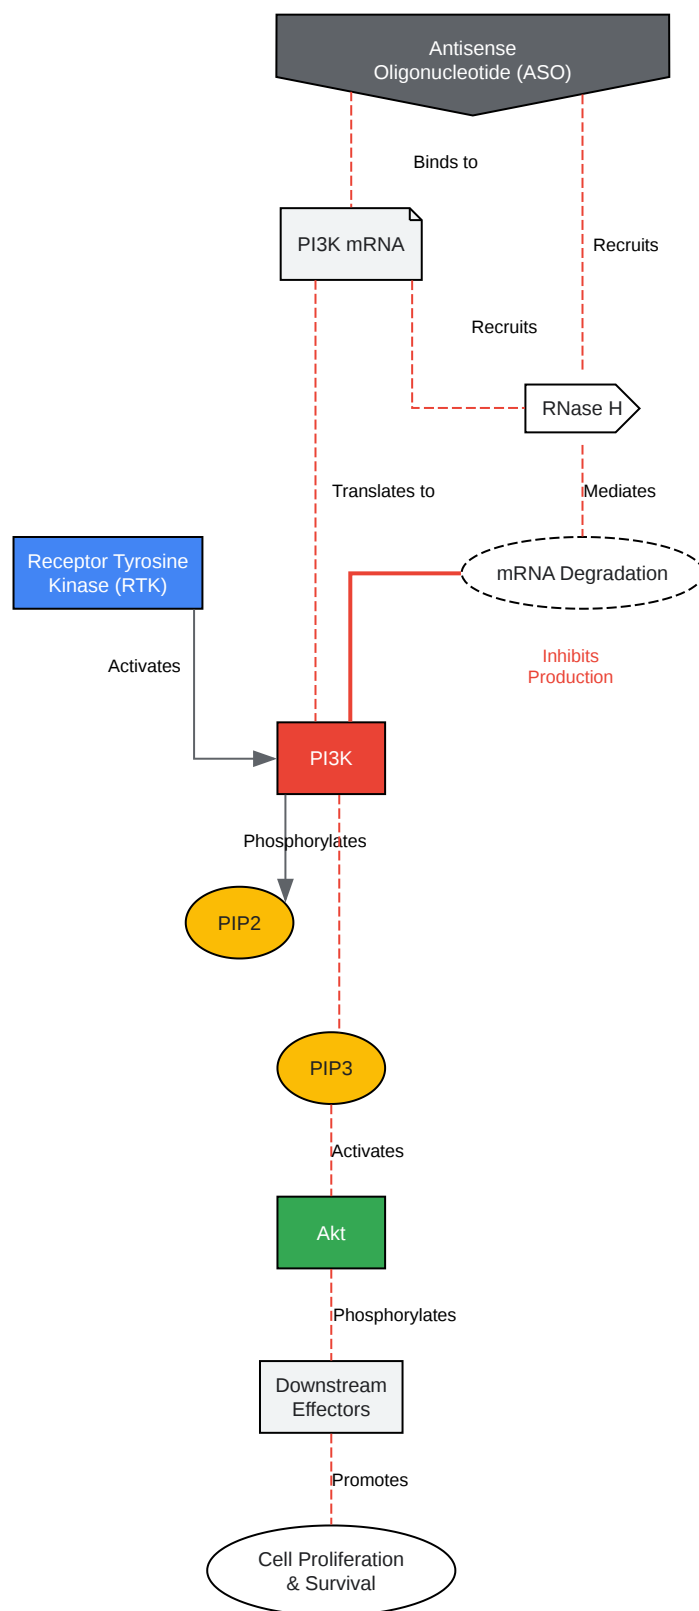 Antisense
Oligonucleotide (ASO)
Binds to
PI3K mRNA
Recruits
Recruits
RNase H
Translates to
Mediates
Receptor Tyrosine
Kinase (RTK)
mRNA Degradation
Activates
Inhibits
Production
PI3K
Phosphorylates
PIP2
PIP3
Activates
Akt
Phosphorylates
Downstream
Effectors
Promotes
Cell Proliferation
& Survival